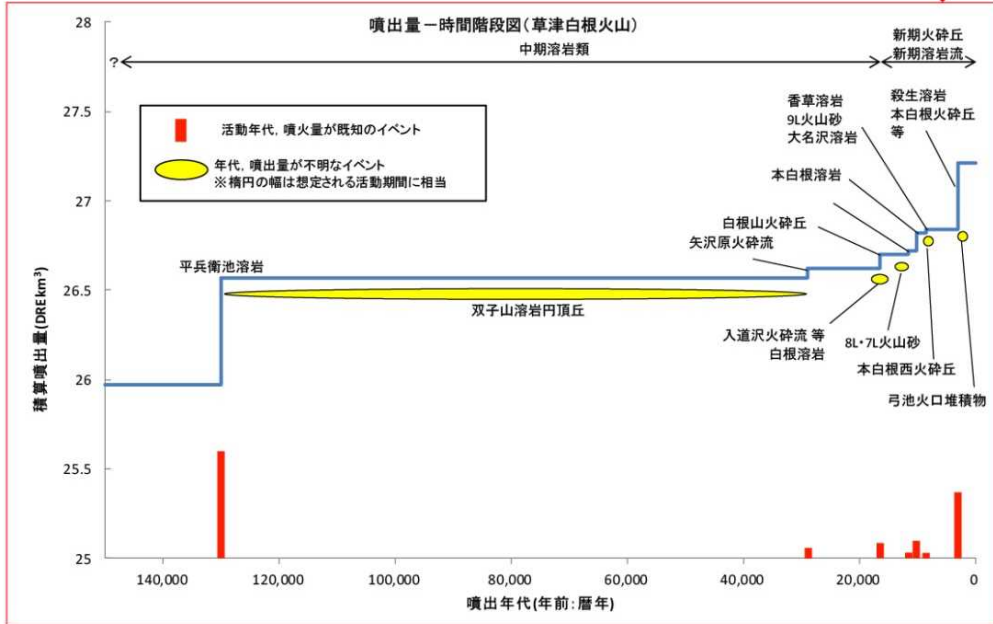 噴出量－時間階段図(草津白根火山)
中期溶岩類
新期火砕丘
新期溶岩流
?
活動年代，噴火量が既知のイベント
年代，噴出量が不明なイベント
※楕円の幅は想定される活動期間に相当
香草溶岩
9L火山砂
大名沢溶岩
殺生溶岩
本白根火砕丘
等
本白根溶岩
白根山火砕丘
矢沢原火砕流
平兵衛池溶岩
双子山溶岩円頂丘
入道沢火砕流 等
白根溶岩
8L・7L火山砂
本白根西火砕丘
弓池火口堆積物
積算噴出量(DREkm³)
28
27.5
27
26.5
26
25.5
25
140,000 120,000 100,000 80,000 60,000 40,000 20,000 0
噴出年代(年前:暦年)